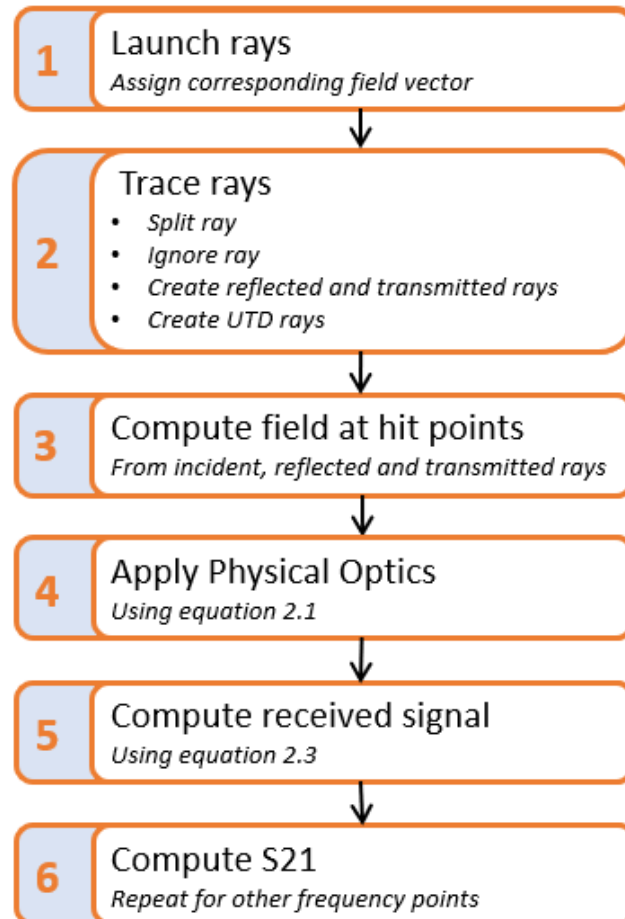 1
Launch rays
Assign corresponding field vector
2
Trace rays
• Split ray
• Ignore ray
• Create reflected and transmitted rays
• Create UTD rays
3
Compute field at hit points
From incident, reflected and transmitted rays
4
Apply Physical Optics
Using equation 2.1
5
Compute received signal
Using equation 2.3
6
Compute S21
Repeat for other frequency points